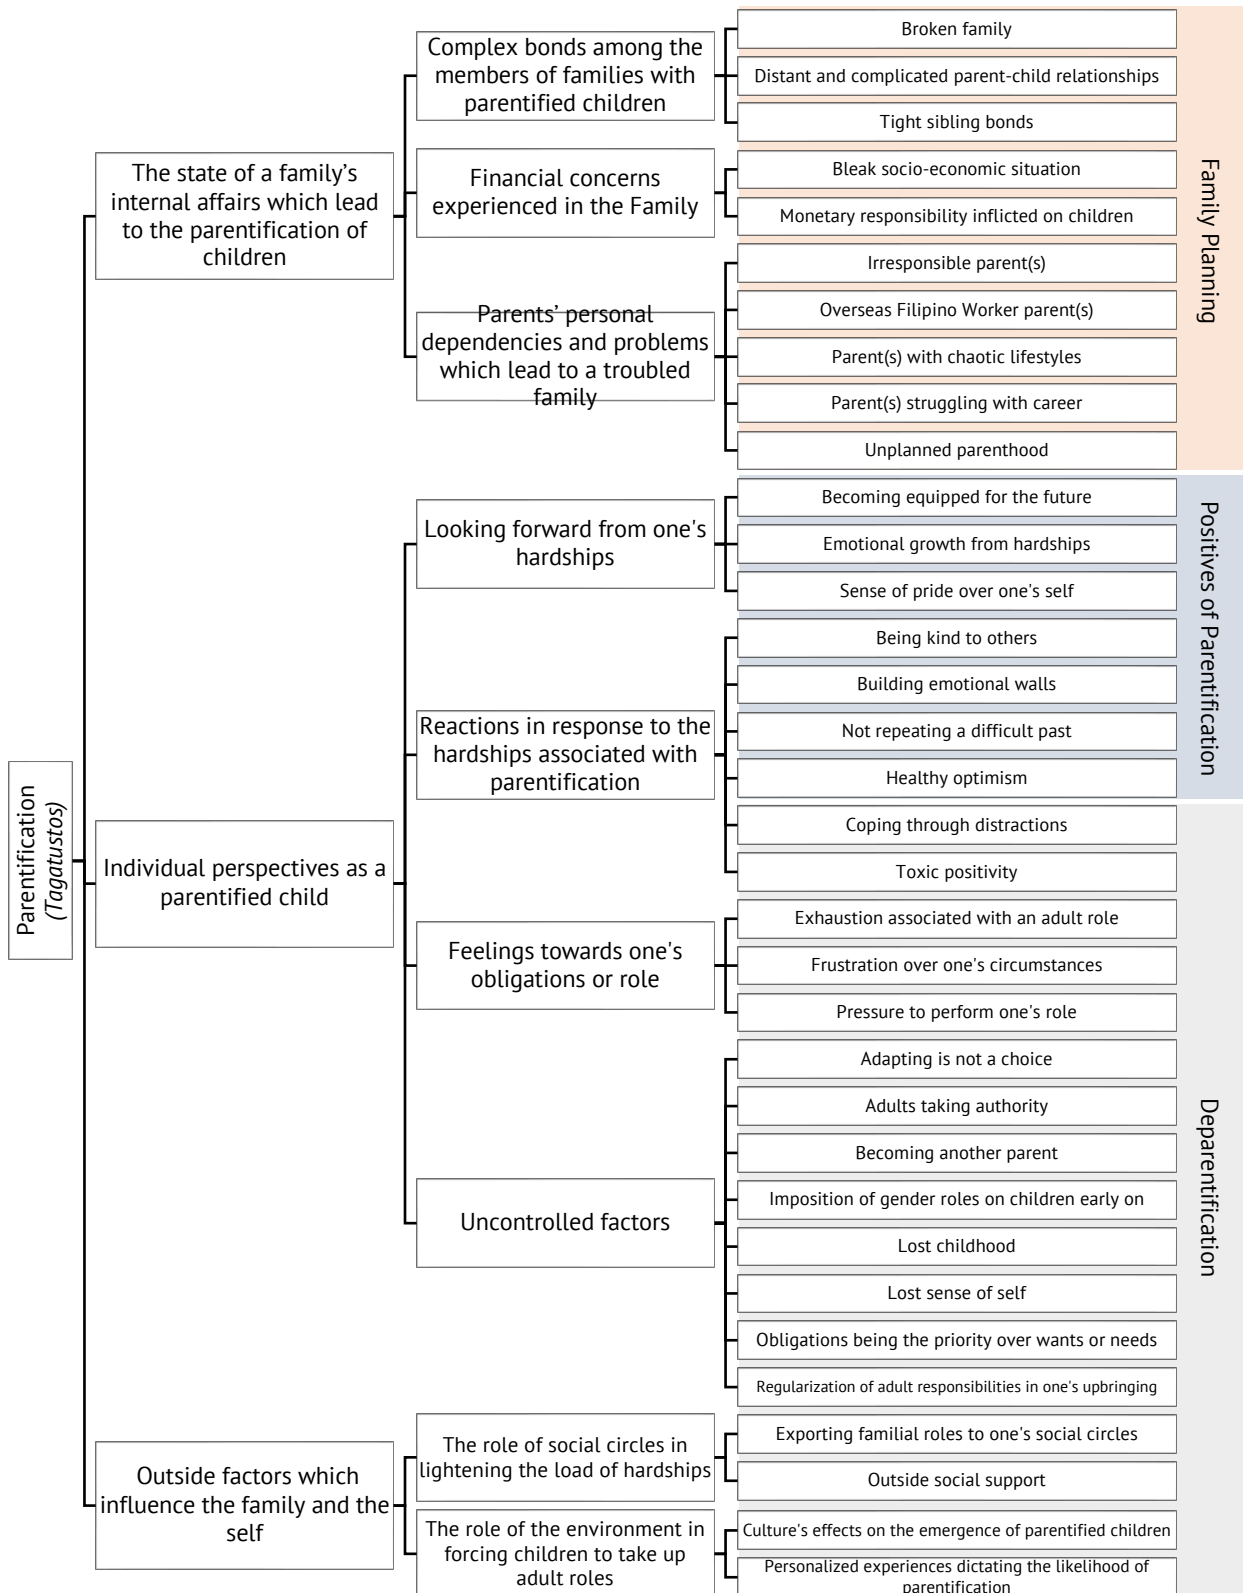 Parentification
(Tagatustos)
The state of a family’s
internal affairs which lead
to the parentification of
children
Complex bonds among the
members of families with
parentified children
Broken family
Distant and complicated parent-child relationships
Tight sibling bonds
Financial concerns
experienced in the Family
Bleak socio-economic situation
Monetary responsibility inflicted on children
Parents’ personal
dependencies and problems
which lead to a troubled
family
Irresponsible parent(s)
Overseas Filipino Worker parent(s)
Parent(s) with chaotic lifestyles
Parent(s) struggling with career
Unplanned parenthood
Family Planning
Individual perspectives as a
parentified child
Looking forward from one's
hardships
Becoming equipped for the future
Emotional growth from hardships
Sense of pride over one's self
Reactions in response to the
hardships associated with
parentification
Being kind to others
Building emotional walls
Not repeating a difficult past
Healthy optimism
Coping through distractions
Toxic positivity
Positives of Parentification
Feelings towards one's
obligations or role
Exhaustion associated with an adult role
Frustration over one's circumstances
Pressure to perform one's role
Uncontrolled factors
Adapting is not a choice
Adults taking authority
Becoming another parent
Imposition of gender roles on children early on
Lost childhood
Lost sense of self
Obligations being the priority over wants or needs
Regularization of adult responsibilities in one's upbringing
Deparentification
Outside factors which
influence the family and the
self
The role of social circles in
lightening the load of hardships
Exporting familial roles to one's social circles
Outside social support
The role of the environment in
forcing children to take up
adult roles
Culture's effects on the emergence of parentified children
Personalized experiences dictating the likelihood of
parentification